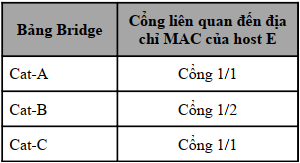 Bảng Bridge
Cổng liên quan đến địa
chỉ MAC của host E
Cat-A
Cổng 1/1
Cat-B
Cổng 1/2
Cat-C
Cổng 1/1